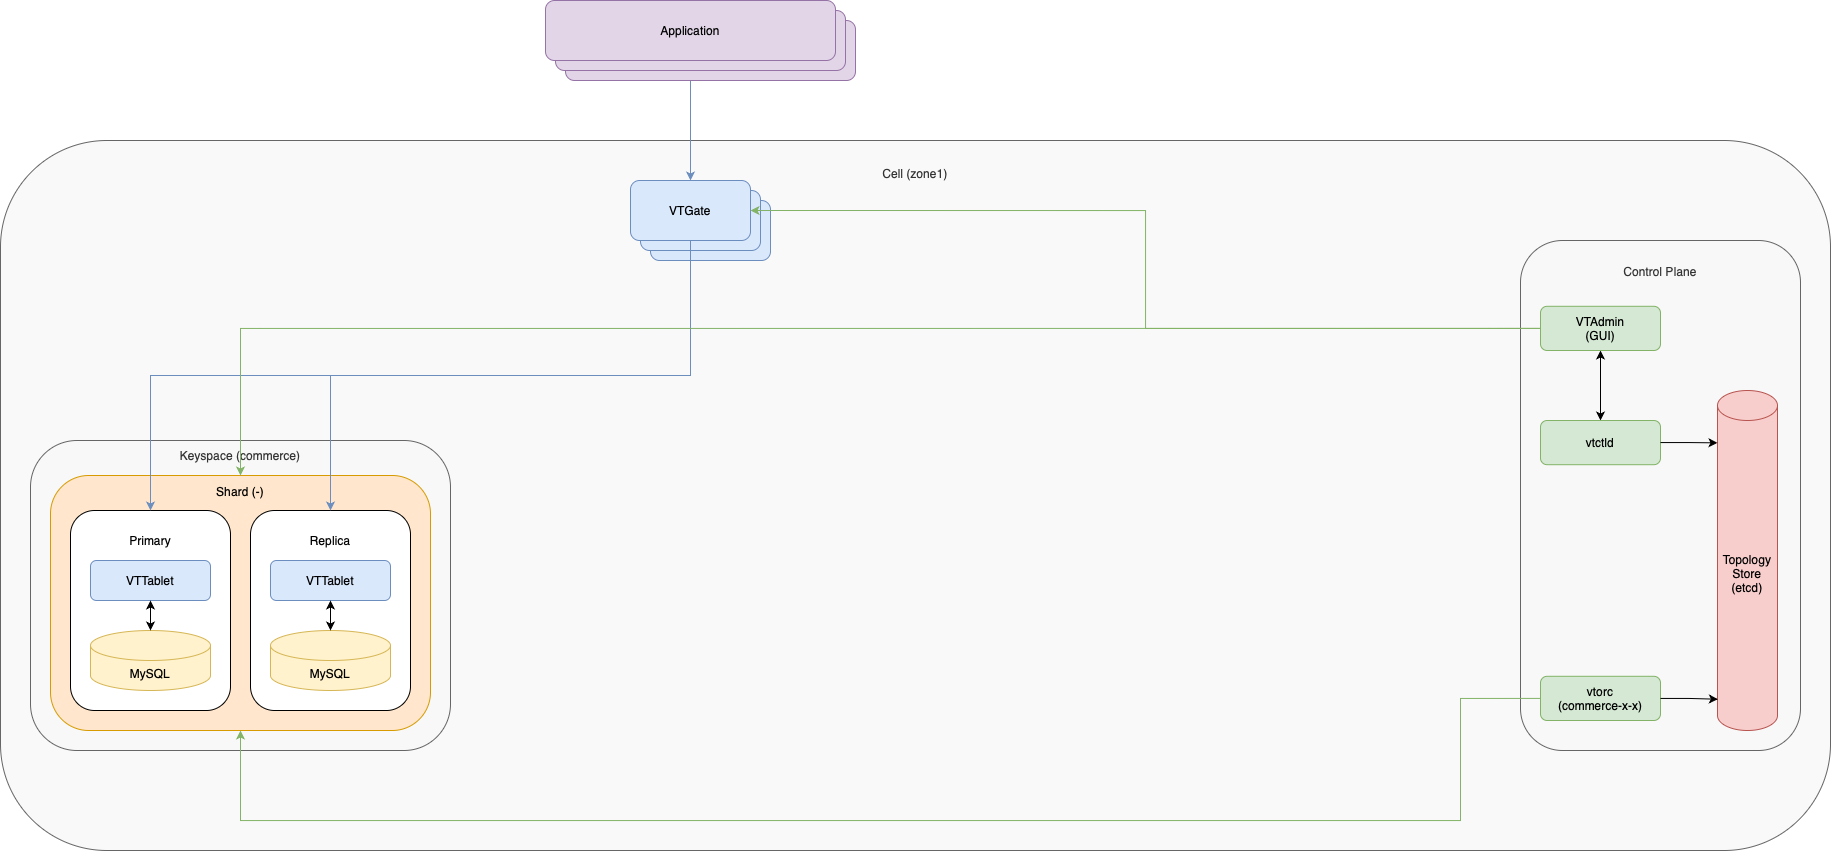 Application
Cell (zone1)
VTGate
Control Plane
VTAdmin
(GUI)
vtctld
Keyspace (commerce)
Shard (-)
Primary
Replica
VTTablet
VTTablet
MySQL
MySQL
Topology
Store
(etcd)
vtorc
(commerce-x-x)